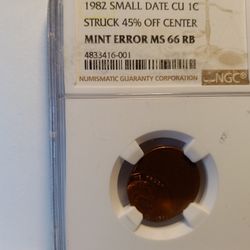 1982 SMALL DATE CU 1C
STRUCK 45% OFF CENTER
MINT ERROR MS 66 RB
4833416-001
NUMISMATIC GUARANTY CORPORATION
NGC